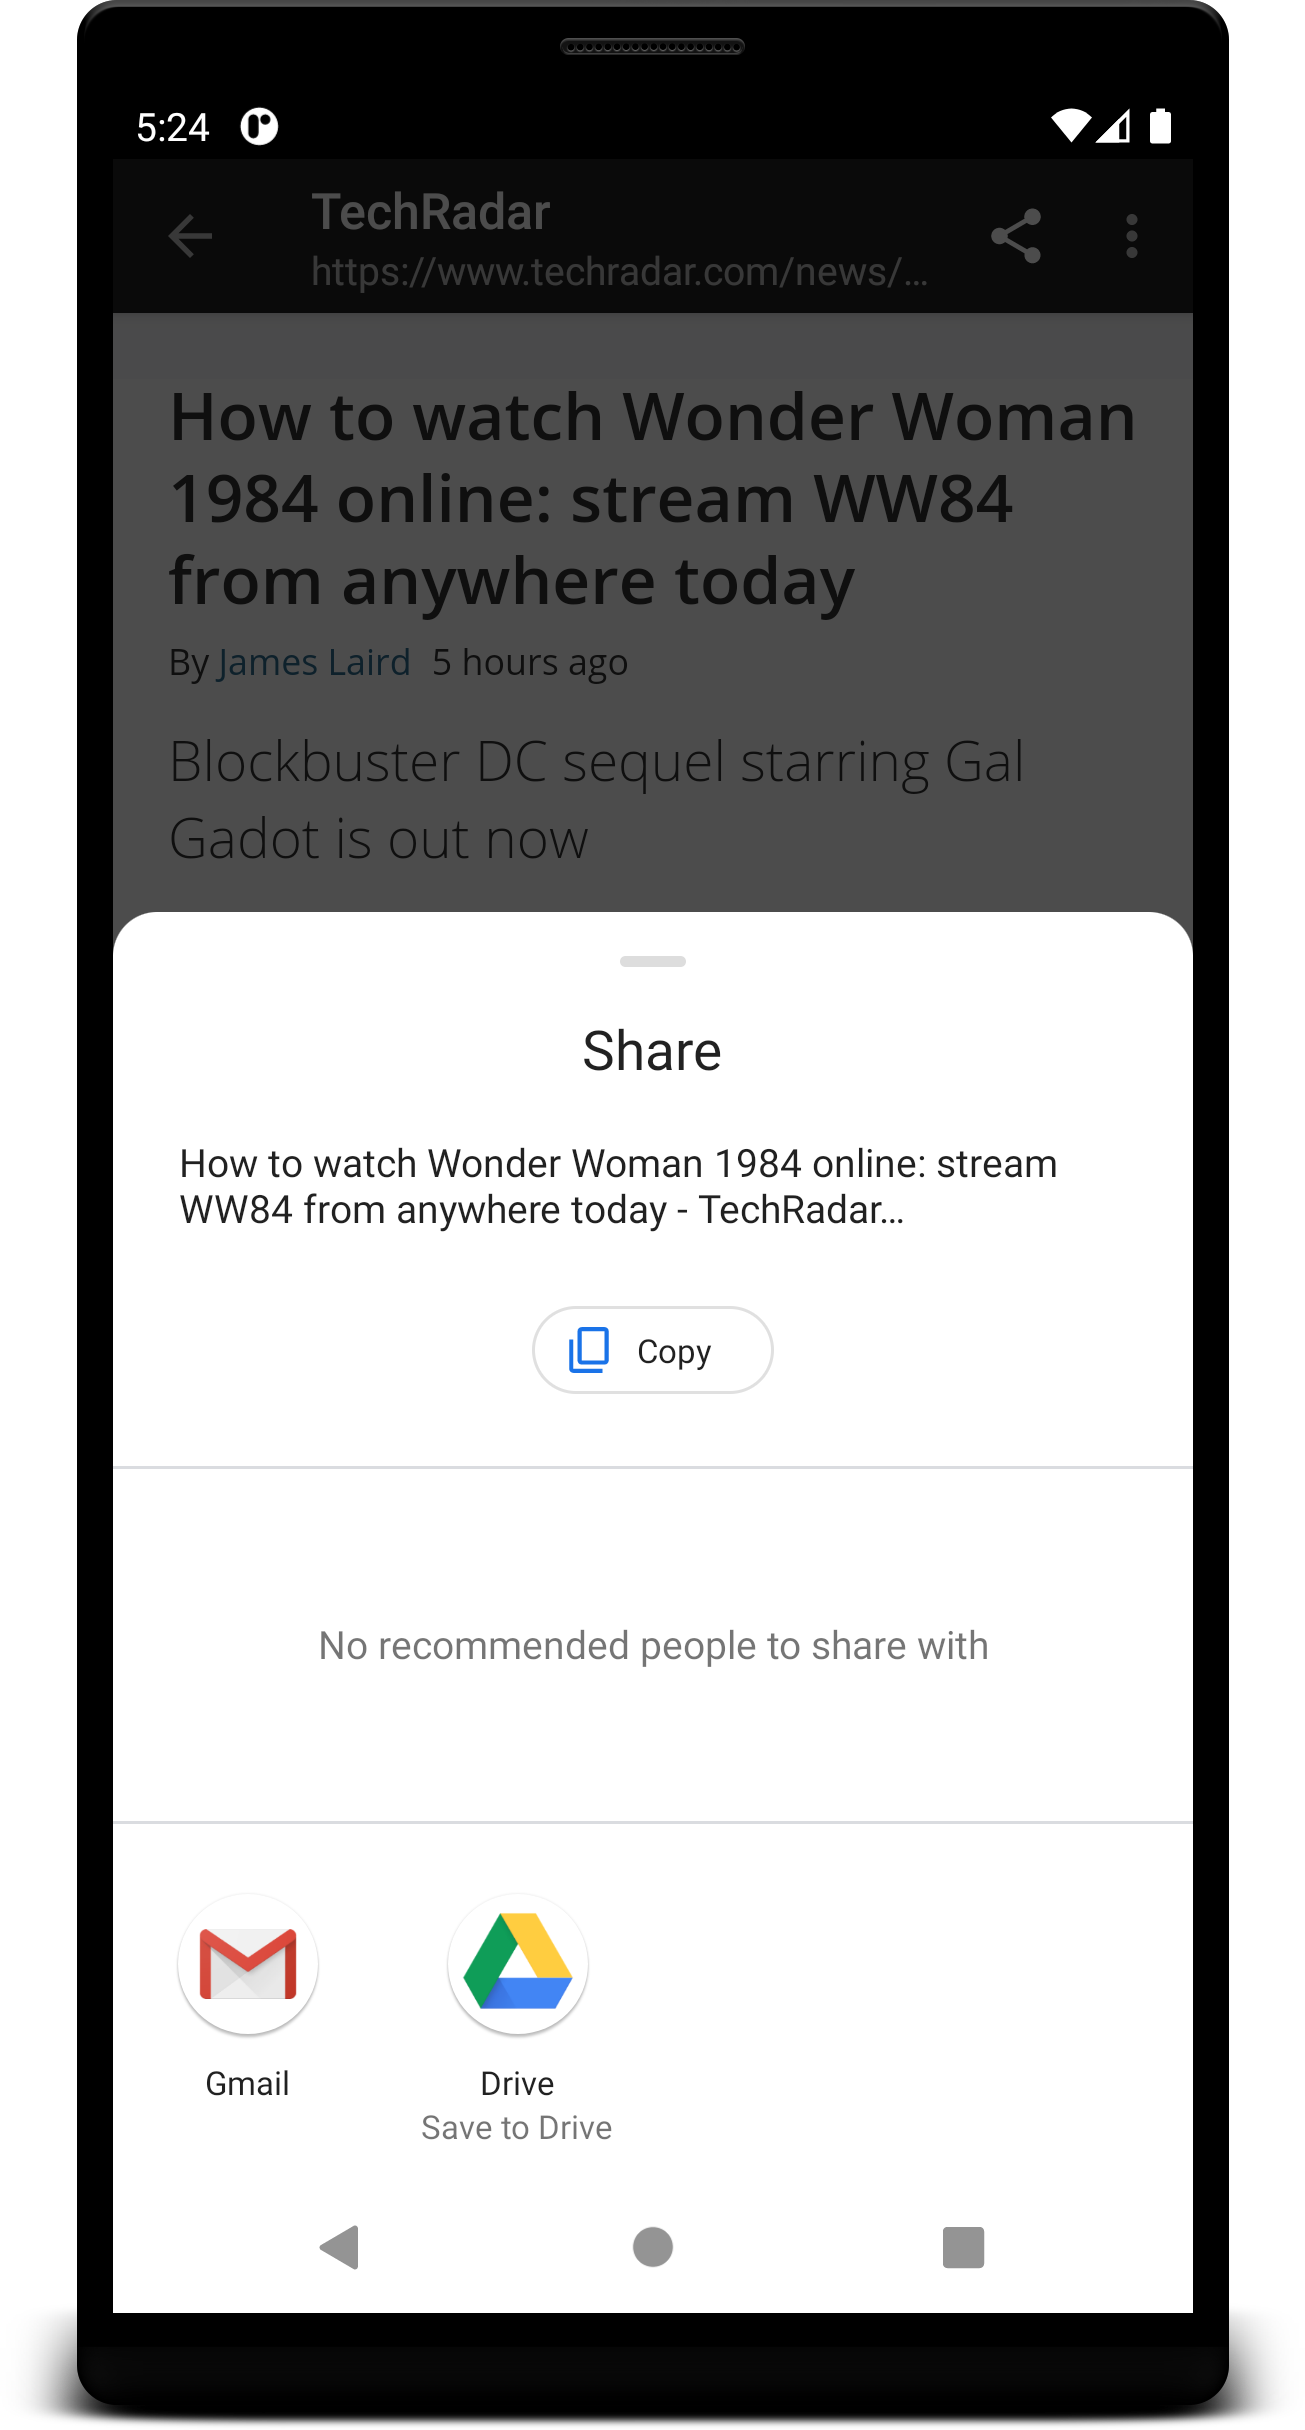 5:24
TechRadar
https://www.techradar.com/news/…
How to watch Wonder Woman
1984 online: stream WW84
from anywhere today
By James Laird 5 hours ago
Blockbuster DC sequel starring Gal
Gadot is out now
Share
How to watch Wonder Woman 1984 online: stream
WW84 from anywhere today - TechRadar…
Copy
No recommended people to share with
Gmail
Drive
Save to Drive